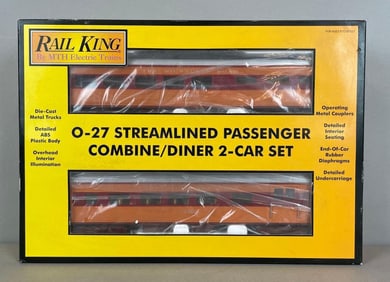 RAIL KING
By MTH Electric Trains
Die-Cast
Metal Trucks
Detailed
ABS
Plastic Body
Overhead
Interior
Illumination
O-27 STREAMLINED PASSENGER
COMBINE/DINER 2-CAR SET
Operating
Metal Couplers
Detailed
Interior
Seating
End-Of-Car
Rubber
Diaphragms
Detailed
Undercarriage